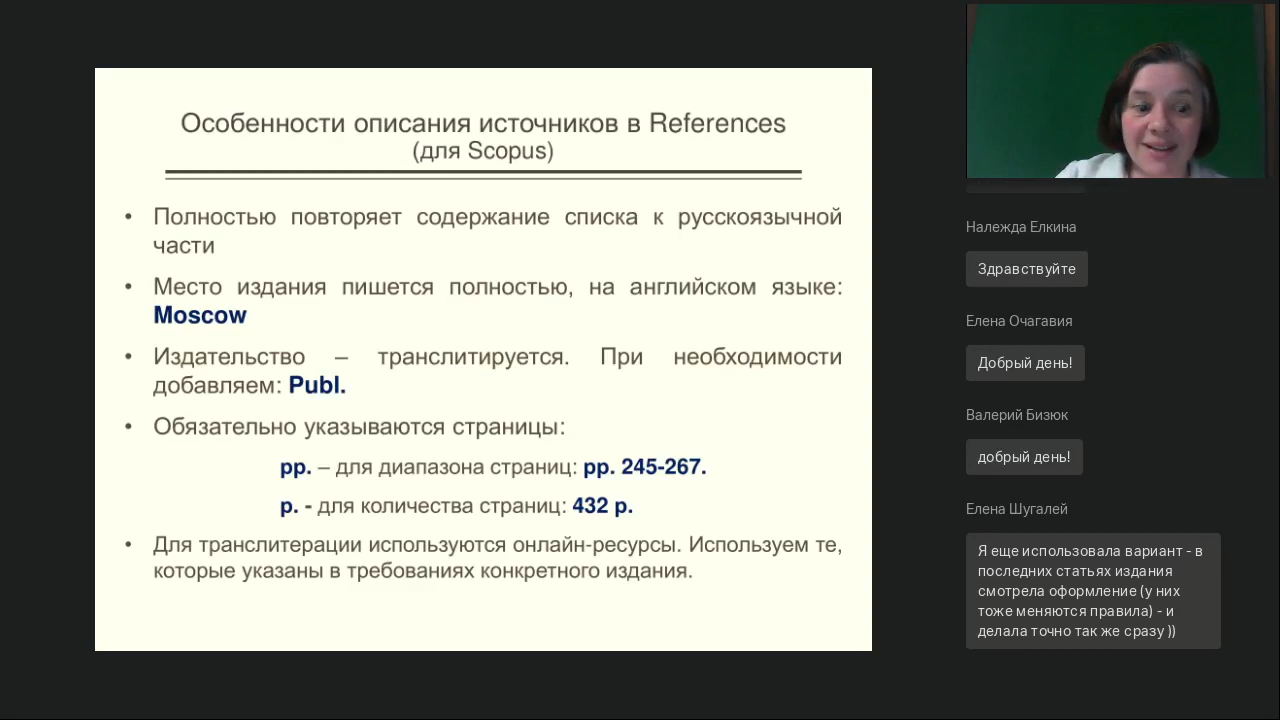 Особенности описания источников в References
(для Scopus)
• Полностью повторяет содержание списка к русскоязычной
части
• Место издания пишется полностью, на английском языке:
Moscow
• Издательство – транслитируется. При необходимости
добавляем: Publ.
• Обязательно указываются страницы:
pp. – для диапазона страниц: pp. 245-267.
p. - для количества страниц: 432 p.
• Для транслитерации используются онлайн-ресурсы. Используем те,
которые указаны в требованиях конкретного издания.
Надежда Елкина
Здравствуйте
Елена Очагавия
Добрый день!
Валерий Бизюк
добрый день!
Елена Шугалей
Я еще использовала вариант - в
последних статьях издания
смотрела оформление (у них
тоже меняются правила) - и
делала точно так же сразу ))